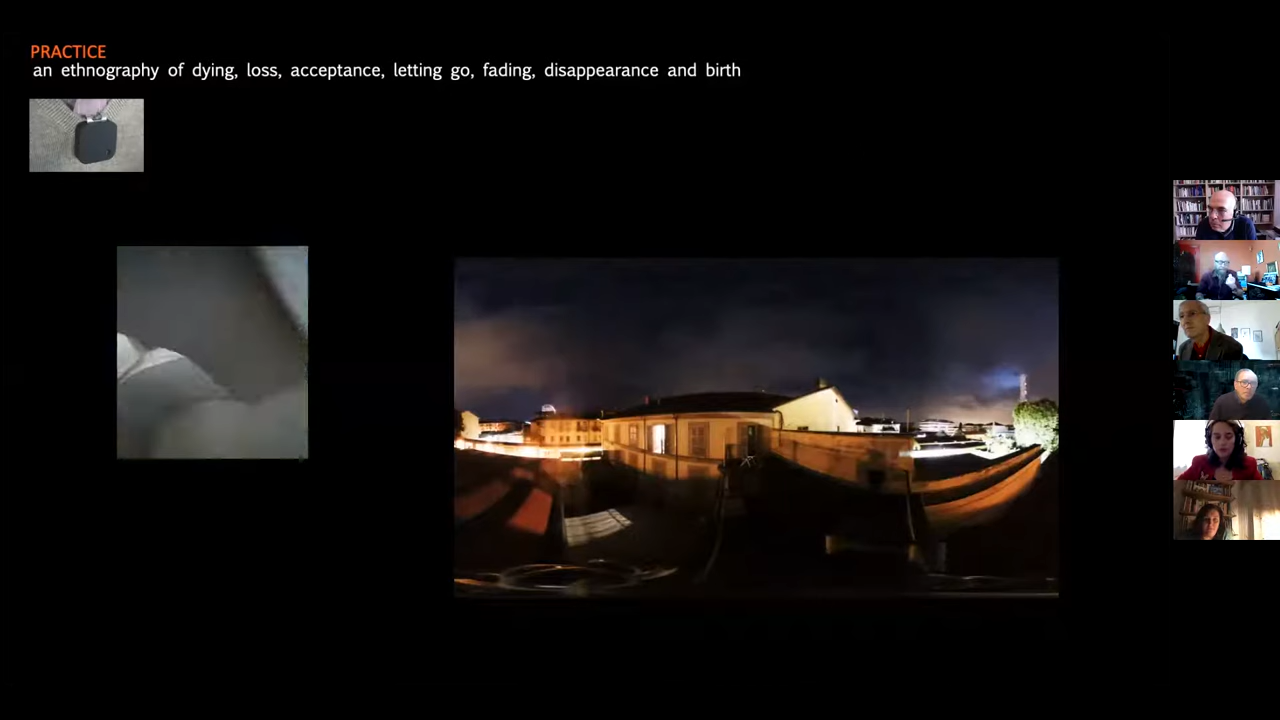 PRACTICE
an ethnography of dying, loss, acceptance, letting go, fading, disappearance and birth